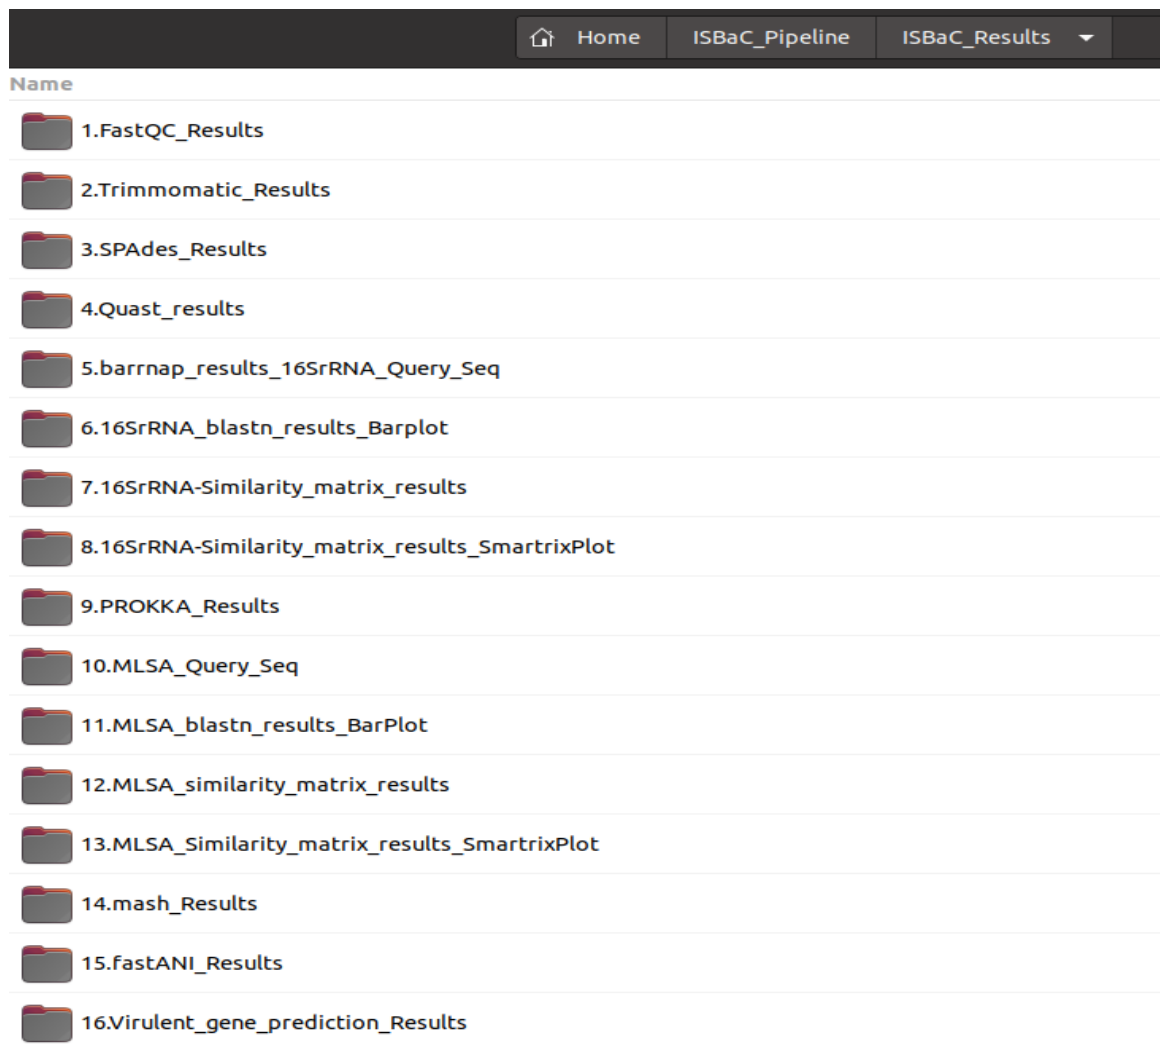 Home ISBaC_Pipeline ISBaC_Results
Name
1.FastQC_Results
2.Trimmomatic_Results
3.SPAdes_Results
4.Quast_results
5.barrnap_results_16SrRNA_Query_Seq
6.16SrRNA_blastn_results_Barplot
7.16SrRNA-Similarity_matrix_results
8.16SrRNA-Similarity_matrix_results_SmartrixPlot
9.PROKKA_Results
10.MLSA_Query_Seq
11.MLSA_blastn_results_BarPlot
12.MLSA_similarity_matrix_results
13.MLSA_Similarity_matrix_results_SmartrixPlot
14.mash_Results
15.fastANI_Results
16.Virulent_gene_prediction_Results